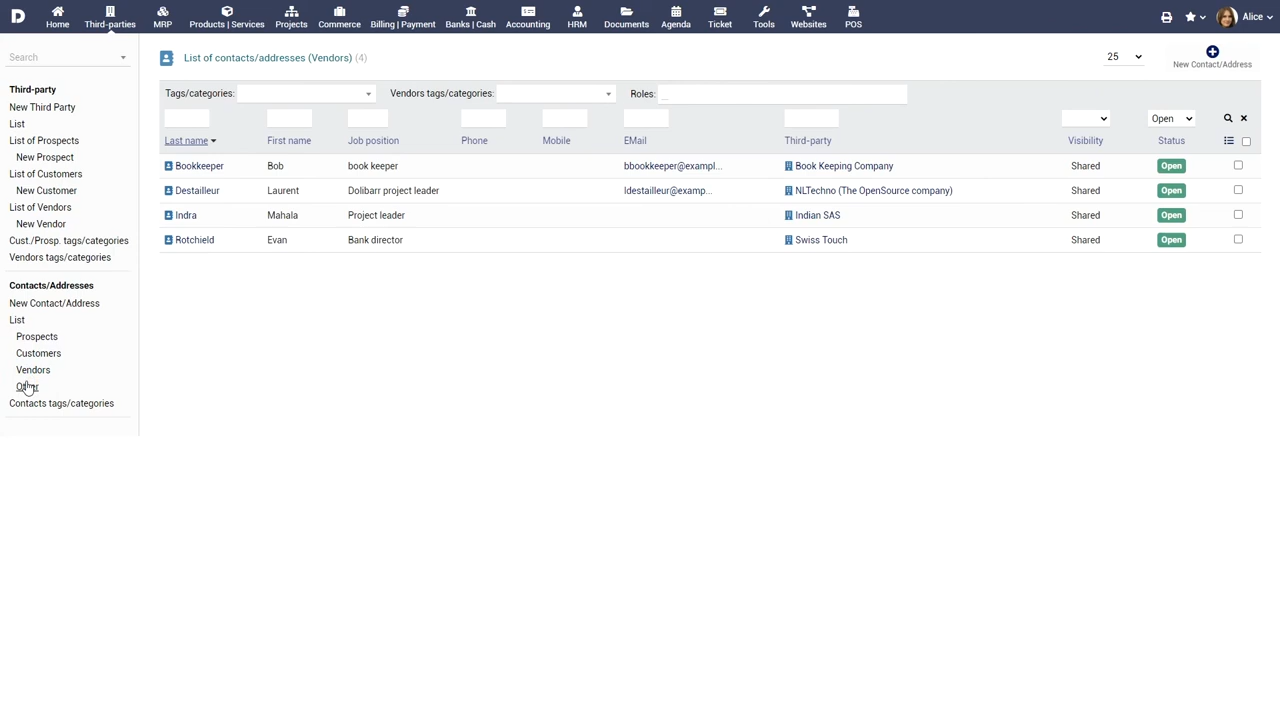 D Home Third-parties MRP Products | Services Projects Commerce Billing | Payment Banks | Cash Accounting HRM Documents Agenda Ticket Tools Websites POS Alice
Search
List of contacts/addresses (Vendors) (4) 25 New Contact/Address
Third-party
New Third Party
List
List of Prospects
New Prospect
List of Customers
New Customer
List of Vendors
New Vendor
Cust./Prosp. tags/categories
Vendors tags/categories
Contacts/Addresses
New Contact/Address
List
Prospects
Customers
Vendors
Contacts tags/categories
Tags/categories: Vendors tags/categories: Roles: ...
Open
Last name First name Job position Phone Mobile EMail Third-party Visibility Status
Bookkeeper Bob book keeper bbookkeeper@exampl... Book Keeping Company Shared Open
Destailleur Laurent Dolibarr project leader ldestailleur@examp... NLTechno (The OpenSource company) Shared Open
Indra Mahala Project leader Indian SAS Shared Open
Rotchield Evan Bank director Swiss Touch Shared Open